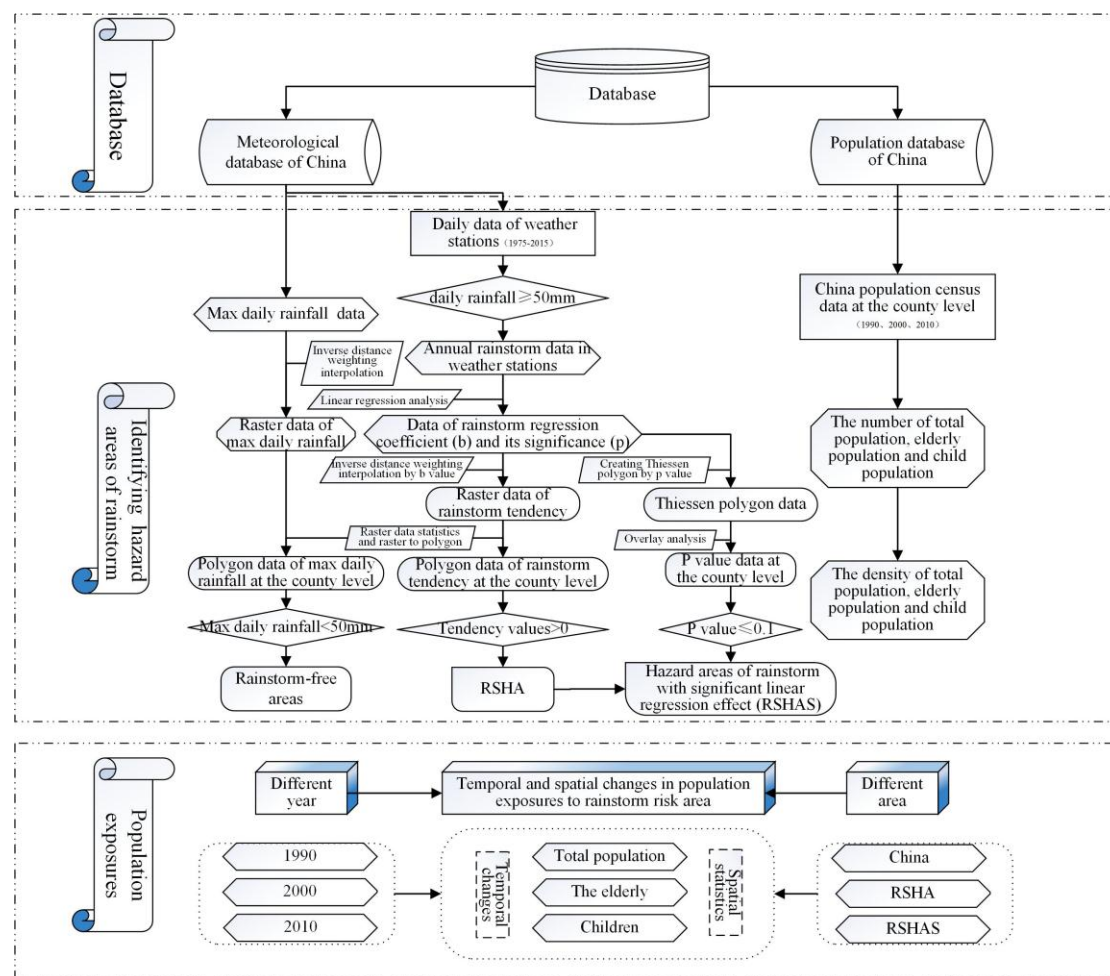 Database
Database
Meteorological
database of China
Population database
of China
Identifying hazard
areas of rainstorm
Daily data of weather
stations（1975-2015）
daily rainfall≥50mm
Max daily rainfall data
Inverse distance
weighting
interpolation
Annual rainstorm data in
weather stations
Linear regression analysis
Raster data of
max daily rainfall
Data of rainstorm regression
coefficient (b) and its significance (p)
Inverse distance weighting
interpolation by b value
Creating Thiessen
polygon by p value
Raster data of
rainstorm tendency
Thiessen polygon data
Raster data statistics
and raster to polygon
Overlay analysis
Polygon data of max daily
rainfall at the county level
Polygon data of rainstorm
tendency at the county level
P value data at
the county level
Max daily rainfall<50mm
Tendency values>0
P value≤0.1
Rainstorm-free
areas
RSHA
Hazard areas of rainstorm
with significant linear
regression effect (RSHAS)
China population census
data at the county level
（1990、2000、2010）
The number of total
population, elderly
population and child
population
The density of total
population, elderly
population and child
population
Population
exposures
Different
year
Temporal and spatial changes in population
exposures to rainstorm risk area
Different
area
1990
2000
2010
Temporal
changes
Total population
The elderly
Children
Spatial
statistics
China
RSHA
RSHAS